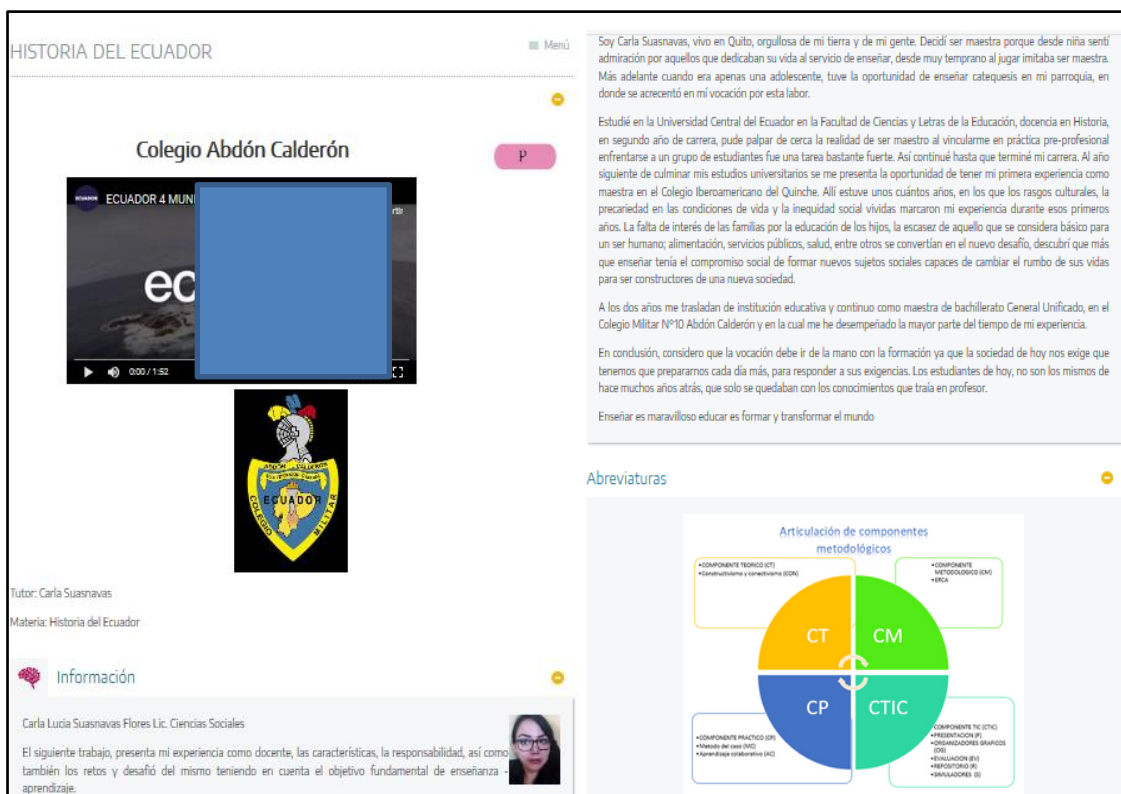 HISTORIA DEL ECUADOR
Menú
Colegio Abdón Calderón
P
ECUADOR
ECUADOR 4 MUN
ec
0:00 / 1:52
ABDÓN CALDERÓN
ECUADOR
COLEGIO MILITAR
Tutor: Carla Suasnavas
Materia: Historia del Ecuador
Información
Carla Lucia Suasnavas Flores Lic. Ciencias Sociales
El siguiente trabajo, presenta mi experiencia como docente, las características, la responsabilidad, así como
también los retos y desafió del mismo teniendo en cuenta el objetivo fundamental de enseñanza -
aprendizaje.
Soy Carla Suasnavas, vivo en Quito, orgullosa de mi tierra y de mi gente. Decidí ser maestra porque desde niña sentí
admiración por aquellos que dedicaban su vida al servicio de enseñar, desde muy temprano al jugar imitaba ser maestra.
Más adelante cuando era apenas una adolescente, tuve la oportunidad de enseñar catequesis en mi parroquia, en
donde se acrecentó en mí vocación por esta labor.
Estudié en la Universidad Central del Ecuador en la Facultad de Ciencias y Letras de la Educación, docencia en Historia,
en segundo año de carrera, pude palpar de cerca la realidad de ser maestro al vincularme en práctica pre-profesional
enfrentarse a un grupo de estudiantes fue una tarea bastante fuerte. Así continué hasta que terminé mi carrera. Al año
siguiente de culminar mis estudios universitarios se me presenta la oportunidad de tener mi primera experiencia como
maestra en el Colegio Iberoamericano del Quinche. Allí estuve unos cuántos años, en los que los rasgos culturales, la
precariedad en las condiciones de vida y la inequidad social vividas marcaron mi experiencia durante esos primeros
años. La falta de interés de las familias por la educación de los hijos, la escasez de aquello que se considera básico para
un ser humano; alimentación, servicios públicos, salud, entre otros se convertían en el nuevo desafío, descubrí que más
que enseñar tenía el compromiso social de formar nuevos sujetos sociales capaces de cambiar el rumbo de sus vidas
para ser constructores de una nueva sociedad.
A los dos años me trasladan de institución educativa y continuo como maestra de bachillerato General Unificado, en el
Colegio Militar Nº10 Abdón Calderón y en la cual me he desempeñado la mayor parte del tiempo de mi experiencia.
En conclusión, considero que la vocación debe ir de la mano con la formación ya que la sociedad de hoy nos exige que
tenemos que prepararnos cada día más, para responder a sus exigencias. Los estudiantes de hoy, no son los mismos de
hace muchos años atrás, que solo se quedaban con los conocimientos que traía en profesor.
Enseñar es maravilloso educar es formar y transformar el mundo
Abreviaturas
Articulación de componentes
metodológicos
•COMPONENTE TEORICO (CT)
•Constructivismo y conectivismo (CON)
•COMPONENTE
METODOLOGICO (CM)
•ERCA
CT
CM
CP
CTIC
•COMPONENTE PRACTICO (CP)
•Metodo del caso (MC)
•Aprendizaje colaborativo (AC)
COMPONENTE TIC (CTIC)
•PRESENTACION (P)
•ORGANIZADORES GRAFICOS
(OG)
•EVALUACION (EV)
•REPOSITORIO (R)
•SIMULADORES (S)